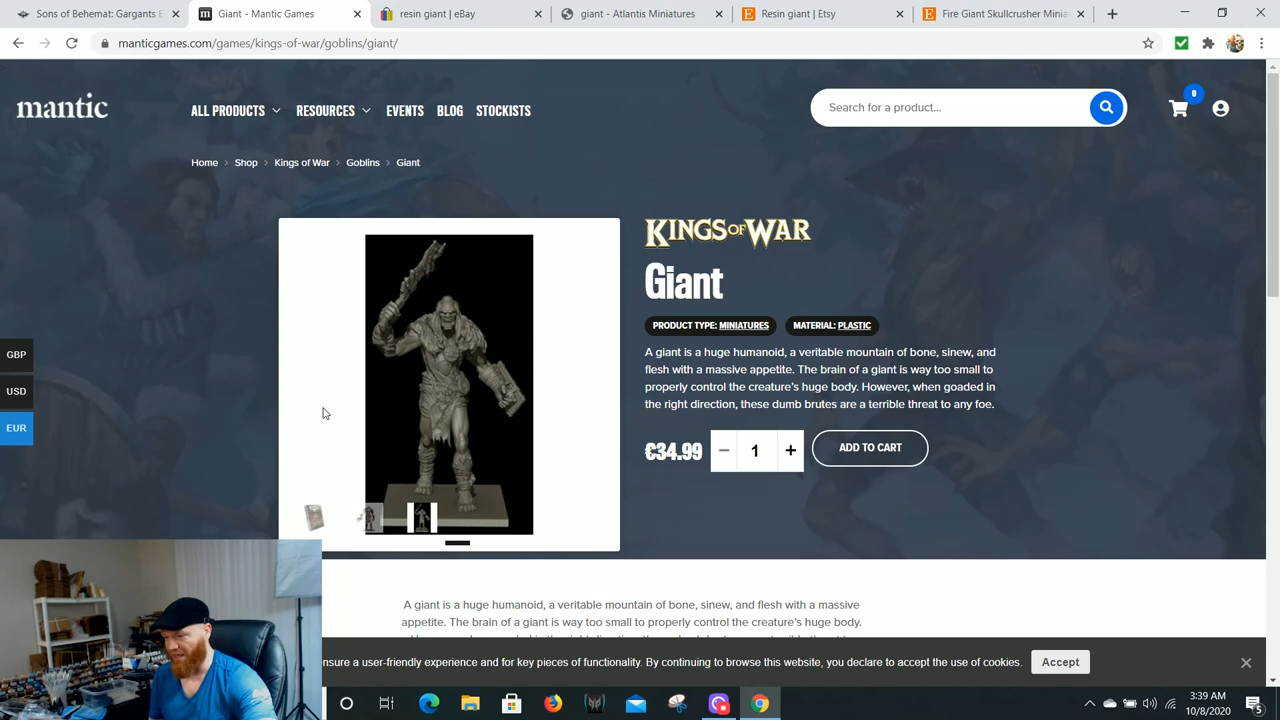 Sons of Behemat: Gargants E
Giant - Mantic Games
resin giant | eBay
giant - Atlantis Miniatures
Resin giant | Etsy
Fire Giant Skullcrusher Minia
manticgames.com/games/kings-of-war/goblins/giant/
mantic
ALL PRODUCTS
RESOURCES
EVENTS
BLOG
STOCKISTS
Search for a product...
0
Home > Shop > Kings of War > Goblins > Giant
KINGS OF WAR
Giant
PRODUCT TYPE: MINIATURES
MATERIAL: PLASTIC
GBP
USD
EUR
A giant is a huge humanoid, a veritable mountain of bone, sinew, and
flesh with a massive appetite. The brain of a giant is way too small to
properly control the creature's huge body. However, when goaded in
the right direction, these dumb brutes are a terrible threat to any foe.
€34.99
− 1 +
ADD TO CART
A giant is a huge humanoid, a veritable mountain of bone, sinew, and flesh with a massive
appetite. The brain of a giant is way too small to properly control the creature's huge body.
nsure a user-friendly experience and for key pieces of functionality. By continuing to browse this website, you declare to accept the use of cookies.
Accept
3:39 AM
10/8/2020
5